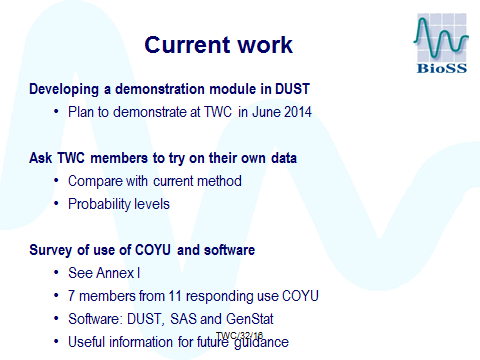 Current work
BioSS
Developing a demonstration module in DUST
• Plan to demonstrate at TWC in June 2014
Ask TWC members to try on their own data
• Compare with current method
• Probability levels
Survey of use of COYU and software
• See Annex I
• 7 members from 11 responding use COYU
• Software: DUST, SAS and GenStat
TWC/32/16
• Useful information for future guidance